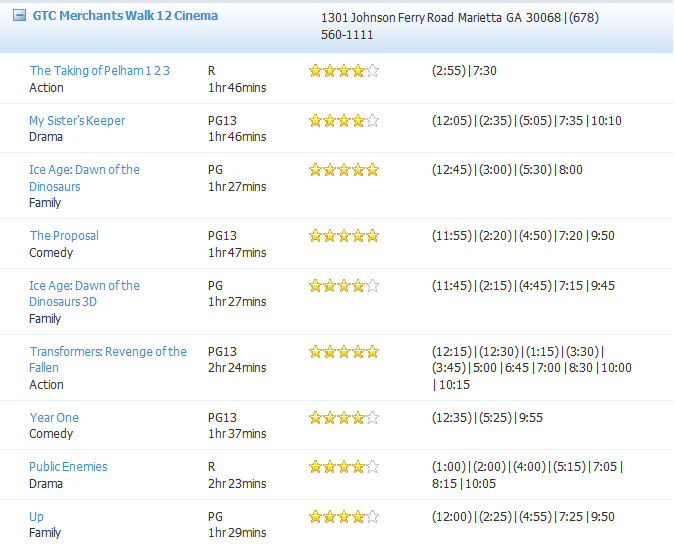 GTC Merchants Walk 12 Cinema
1301 Johnson Ferry Road Marietta GA 30068 | (678)
560-1111
The Taking of Pelham 1 2 3
Action
R
1hr 46mins
(2:55) | 7:30
My Sister's Keeper
Drama
PG13
1hr 46mins
(12:05) | (2:35) | (5:05) | 7:35 | 10:10
Ice Age: Dawn of the
Dinosaurs
Family
PG
1hr 27mins
(12:45) | (3:00) | (5:30) | 8:00
The Proposal
Comedy
PG13
1hr 47mins
(11:55) | (2:20) | (4:50) | 7:20 | 9:50
Ice Age: Dawn of the
Dinosaurs 3D
Family
PG
1hr 27mins
(11:45) | (2:15) | (4:45) | 7:15 | 9:45
Transformers: Revenge of the
Fallen
Action
PG13
2hr 24mins
(12:15) | (12:30) | (1:15) | (3:30) |
(3:45) | 5:00 | 6:45 | 7:00 | 8:30 | 10:00
| 10:15
Year One
Comedy
PG13
1hr 37mins
(12:35) | (5:25) | 9:55
Public Enemies
Drama
R
2hr 23mins
(1:00) | (2:00) | (4:00) | (5:15) | 7:05 |
8:15 | 10:05
Up
Family
PG
1hr 29mins
(12:00) | (2:25) | (4:55) | 7:25 | 9:50